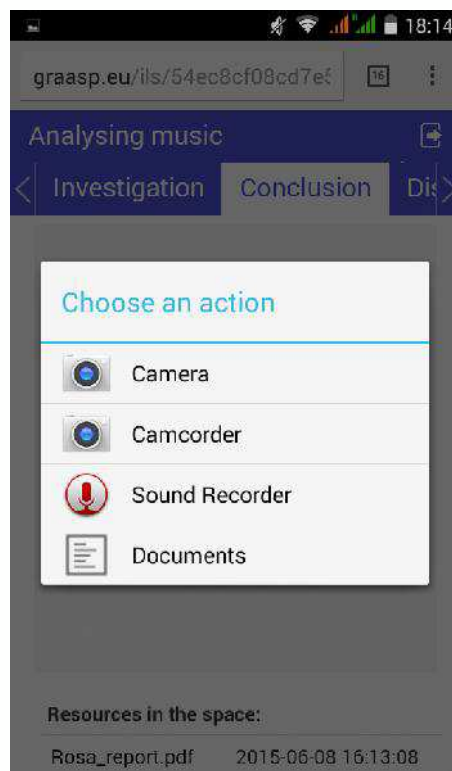 18:14
graasp.eu/ils/54ec8cf08cd7e5
16
Analysing music
Investigation Conclusion Dis
Choose an action
Camera
Camcorder
Sound Recorder
Documents
Resources in the space:
Rosa_report.pdf 2015-06-08 16:13:08